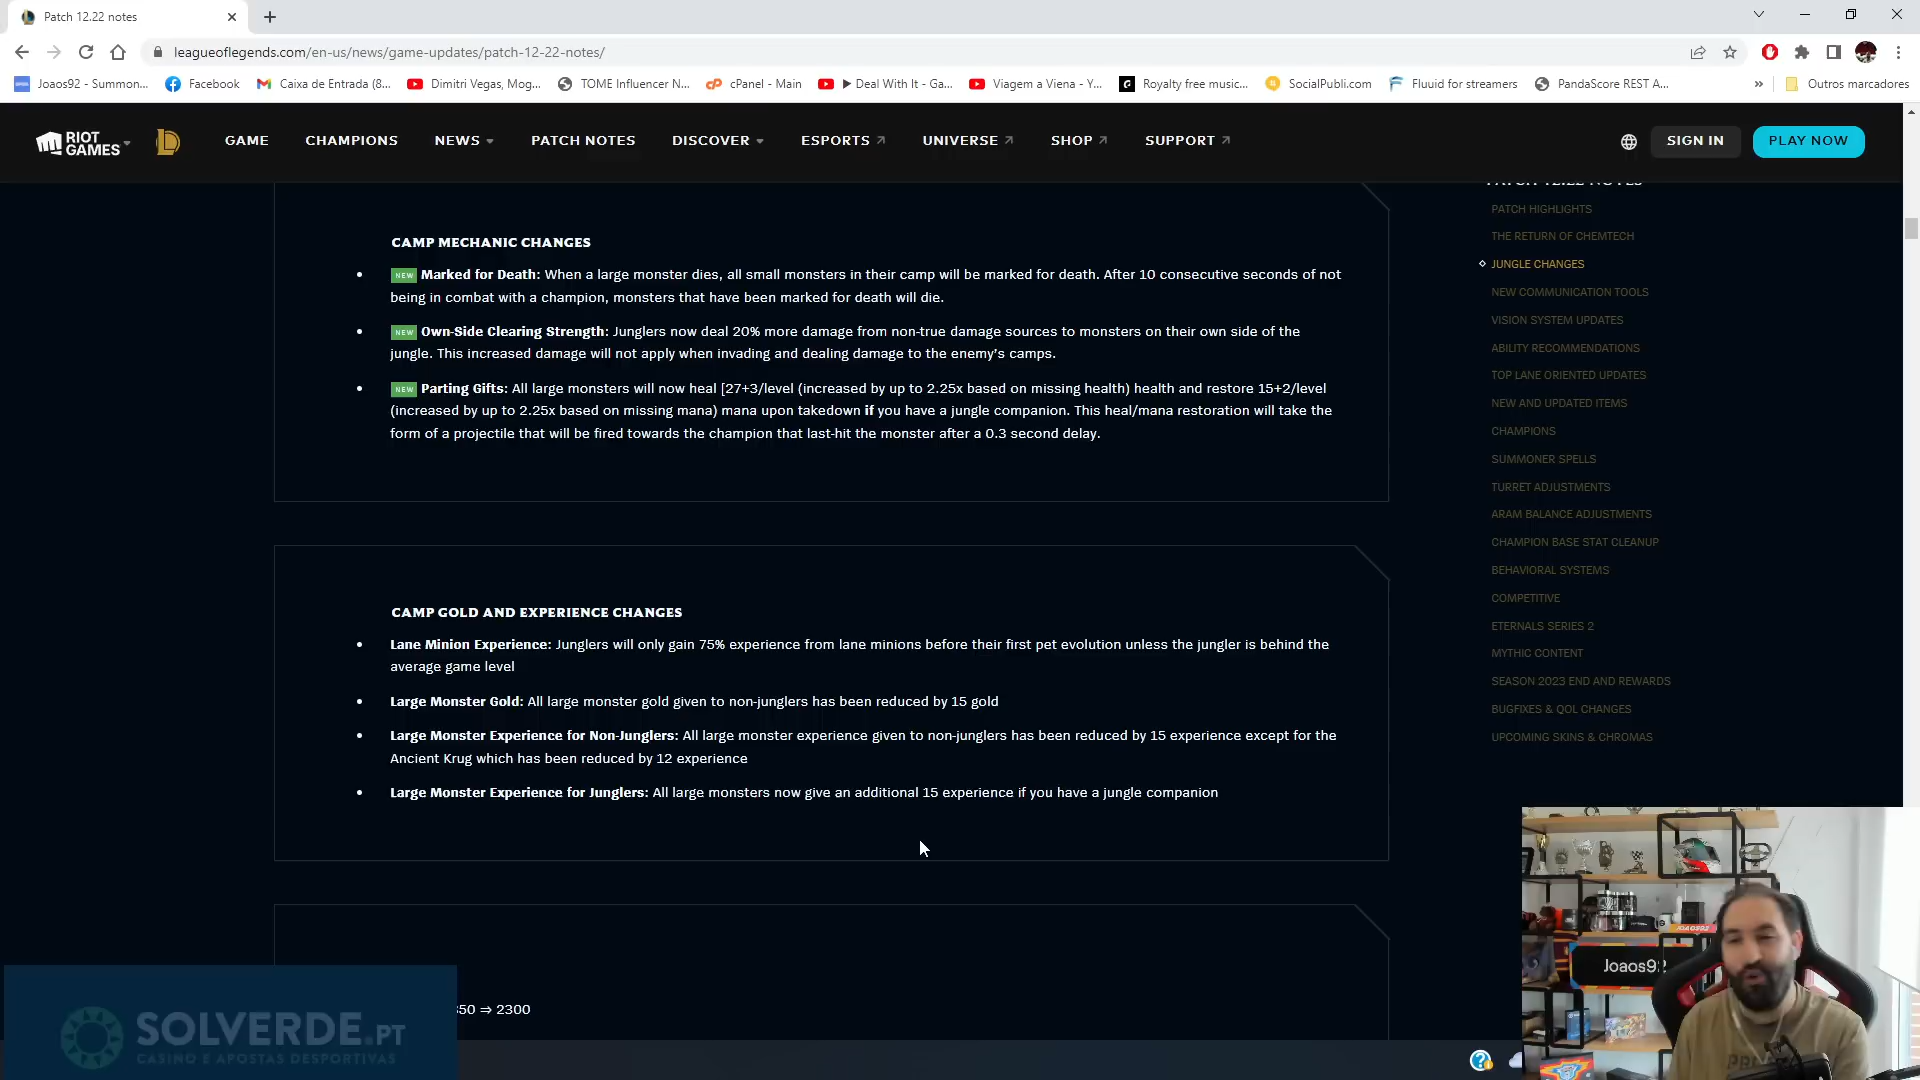 Patch 12.22 notes
leagueoflegends.com/en-us/news/game-updates/patch-12-22-notes/
Joaos92 - Summon... Facebook Caixa de Entrada (8... Dimitri Vegas, Mog... TOME Influencer N... cPanel - Main ▶ Deal With It - Ga... Viagem a Viena - Y... Royalty free music... SocialPubli.com Fluuid for streamers PandaScore REST A... » Outros marcadores
RIOT GAMES GAME CHAMPIONS NEWS PATCH NOTES DISCOVER ESPORTS UNIVERSE SHOP SUPPORT SIGN IN PLAY NOW
CAMP MECHANIC CHANGES
• NEW Marked for Death: When a large monster dies, all small monsters in their camp will be marked for death. After 10 consecutive seconds of not
being in combat with a champion, monsters that have been marked for death will die.
• NEW Own-Side Clearing Strength: Junglers now deal 20% more damage from non-true damage sources to monsters on their own side of the
jungle. This increased damage will not apply when invading and dealing damage to the enemy's camps.
• NEW Parting Gifts: All large monsters will now heal [27+3/level (increased by up to 2.25x based on missing health) health and restore 15+2/level
(increased by up to 2.25x based on missing mana) mana upon takedown if you have a jungle companion. This heal/mana restoration will take the
form of a projectile that will be fired towards the champion that last-hit the monster after a 0.3 second delay.
CAMP GOLD AND EXPERIENCE CHANGES
• Lane Minion Experience: Junglers will only gain 75% experience from lane minions before their first pet evolution unless the jungler is behind the
average game level
• Large Monster Gold: All large monster gold given to non-junglers has been reduced by 15 gold
• Large Monster Experience for Non-Junglers: All large monster experience given to non-junglers has been reduced by 15 experience except for the
Ancient Krug which has been reduced by 12 experience
• Large Monster Experience for Junglers: All large monsters now give an additional 15 experience if you have a jungle companion
50 ⇒ 2300
PATCH 12.22 NOTES
PATCH HIGHLIGHTS
THE RETURN OF CHEMTECH
JUNGLE CHANGES
NEW COMMUNICATION TOOLS
VISION SYSTEM UPDATES
ABILITY RECOMMENDATIONS
TOP LANE ORIENTED UPDATES
NEW AND UPDATED ITEMS
CHAMPIONS
SUMMONER SPELLS
TURRET ADJUSTMENTS
ARAM BALANCE ADJUSTMENTS
CHAMPION BASE STAT CLEANUP
BEHAVIORAL SYSTEMS
COMPETITIVE
ETERNALS SERIES 2
MYTHIC CONTENT
SEASON 2023 END AND REWARDS
BUGFIXES & QOL CHANGES
UPCOMING SKINS & CHROMAS
SOLVERDE.PT
CASINO E APOSTAS DESPORTIVAS
JOAOS92
Joaos92